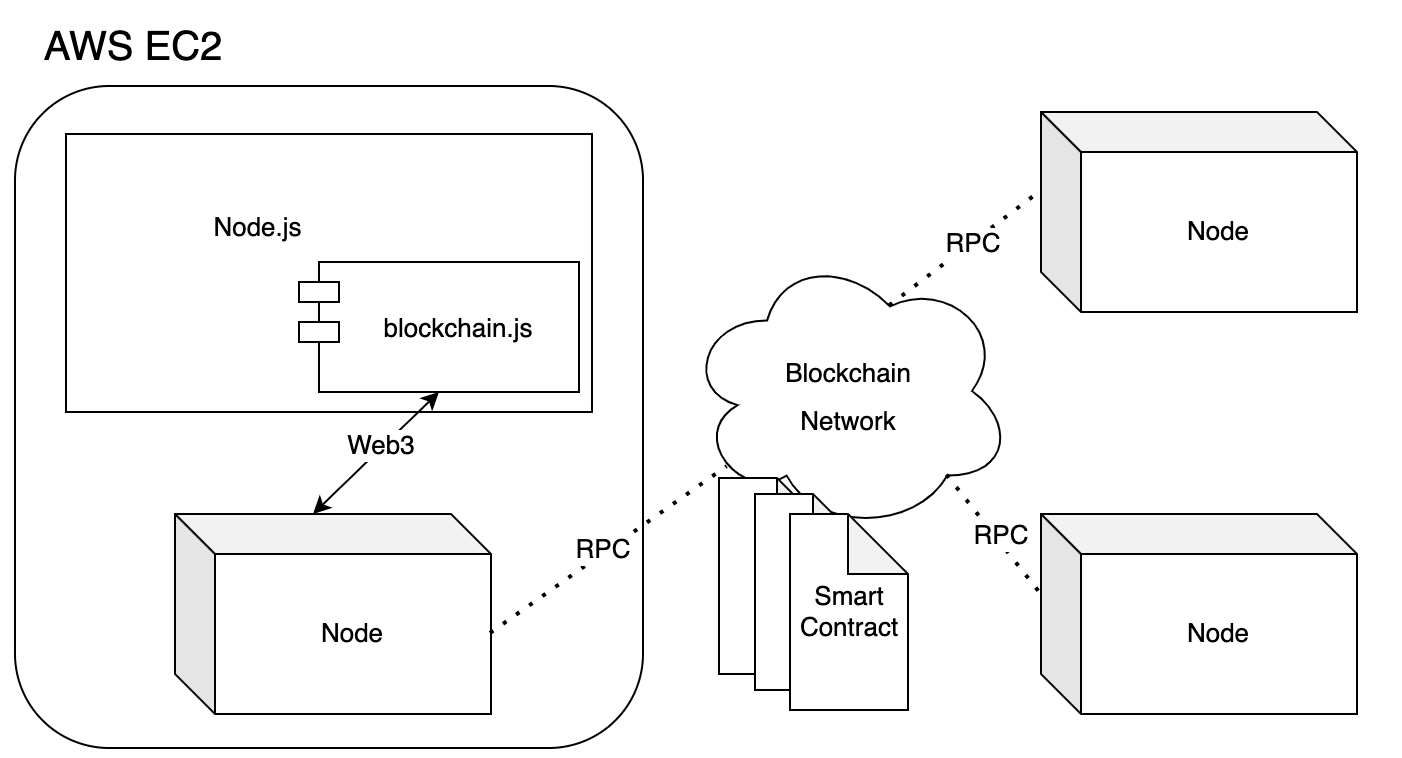 AWS EC2
Node.js
blockchain.js
Web3
Node
RPC
Blockchain
Network
Smart
Contract
RPC
Node
RPC
Node